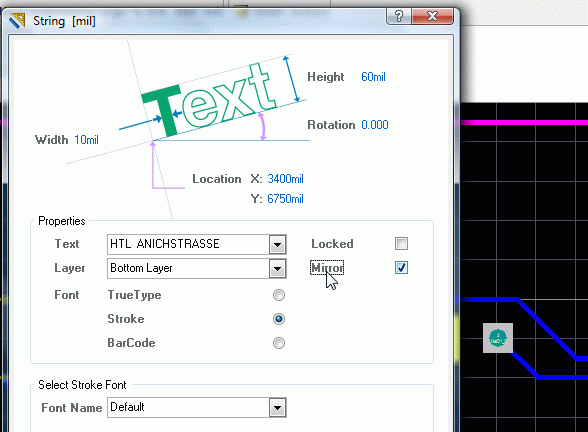 String [mil]
Text
Height 60mil
Rotation 0.000
Width 10mil
Location X: 3400mil
Y: 6750mil
Properties
Text HTL ANICHSTRASSE Locked
Layer Bottom Layer Mirror
Font TrueType
Stroke
BarCode
Select Stroke Font
Font Name Default